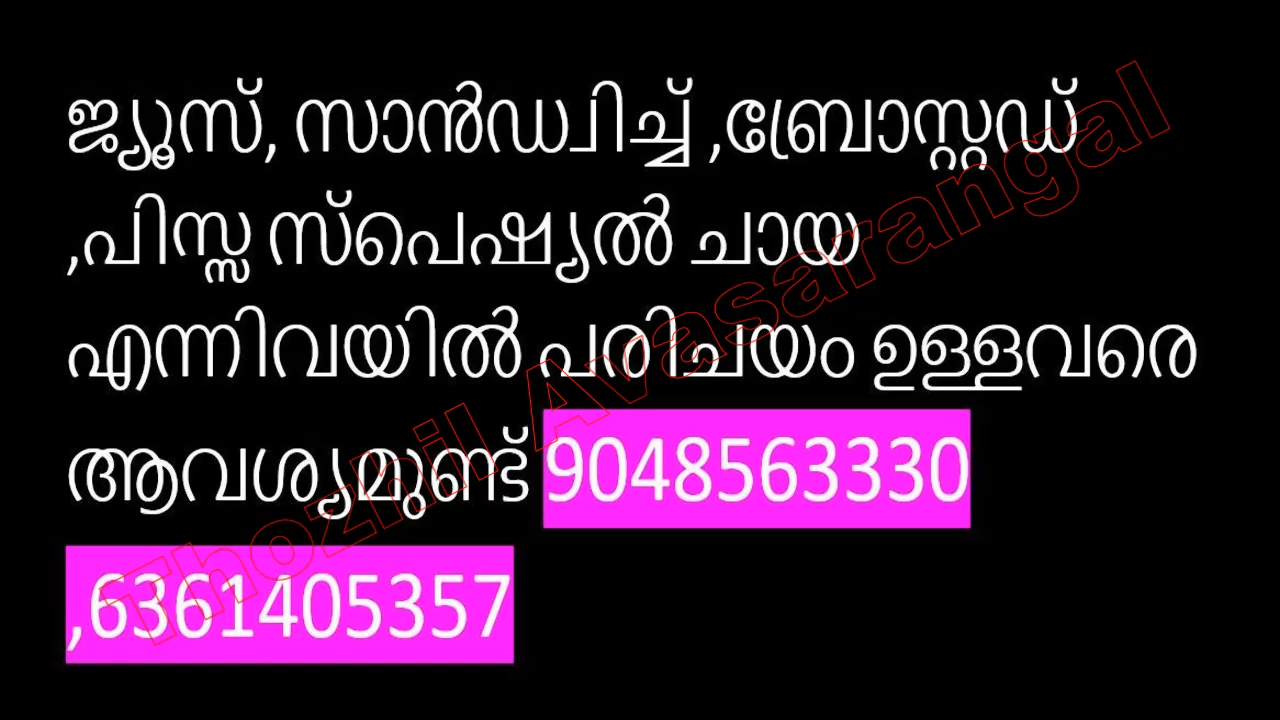 ജ്യൂസ്, സാൻഡ്വിച്ച് ,ബ്രോസ്റ്റഡ്
,പിസ്സ സ്പെഷ്യൽ ചായ
,എന്നിവയിൽ പരിചയം ഉള്ളവരെ
ആവശ്യമുണ്ട് 9048563330
,6361405357
Thozhil Avasarangal